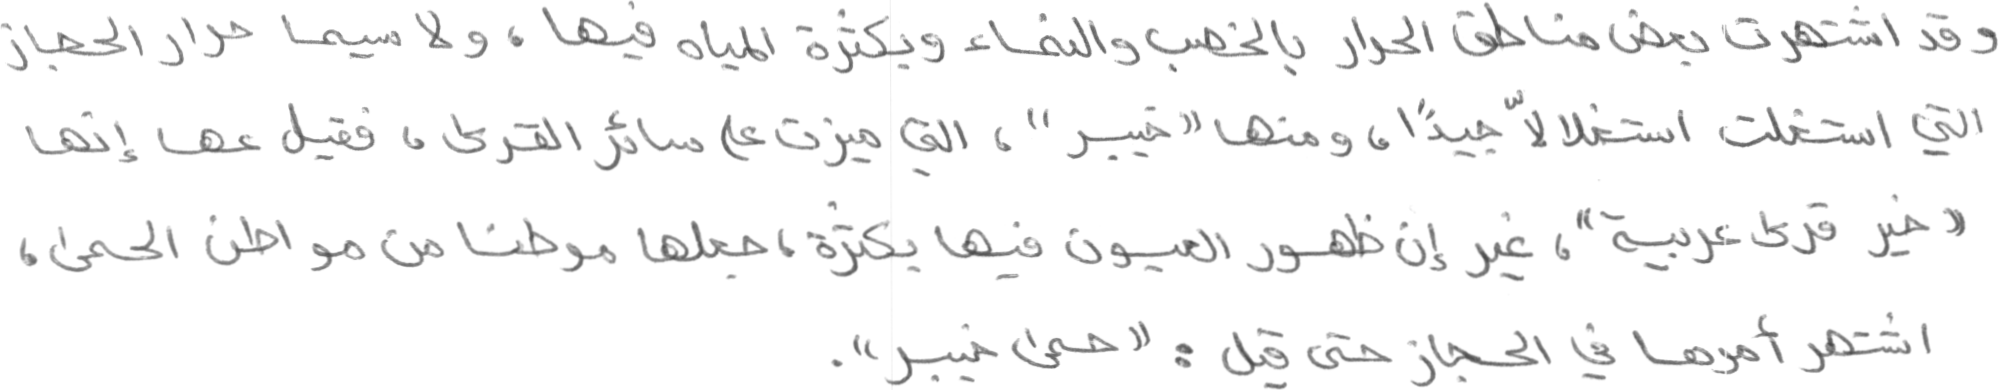 وقد اشتهرت بعض مناطق الحرار بالخصب والنماء وبكثرة المياه فيها، ولا سيما حرار الحجاز
التي استغلت استغلالاّ جيدًا، ومنها "خيبر"، التي ميزت على سائر القرى، فقيل عنها إنها
"خير قرى عربية"، غير إن ظهور العيون فيها بكثرة، جعلها موطنا من مواطن الحمى،
اشتهر أمرها في الحجاز حتى قيل: "حمى خيبر".